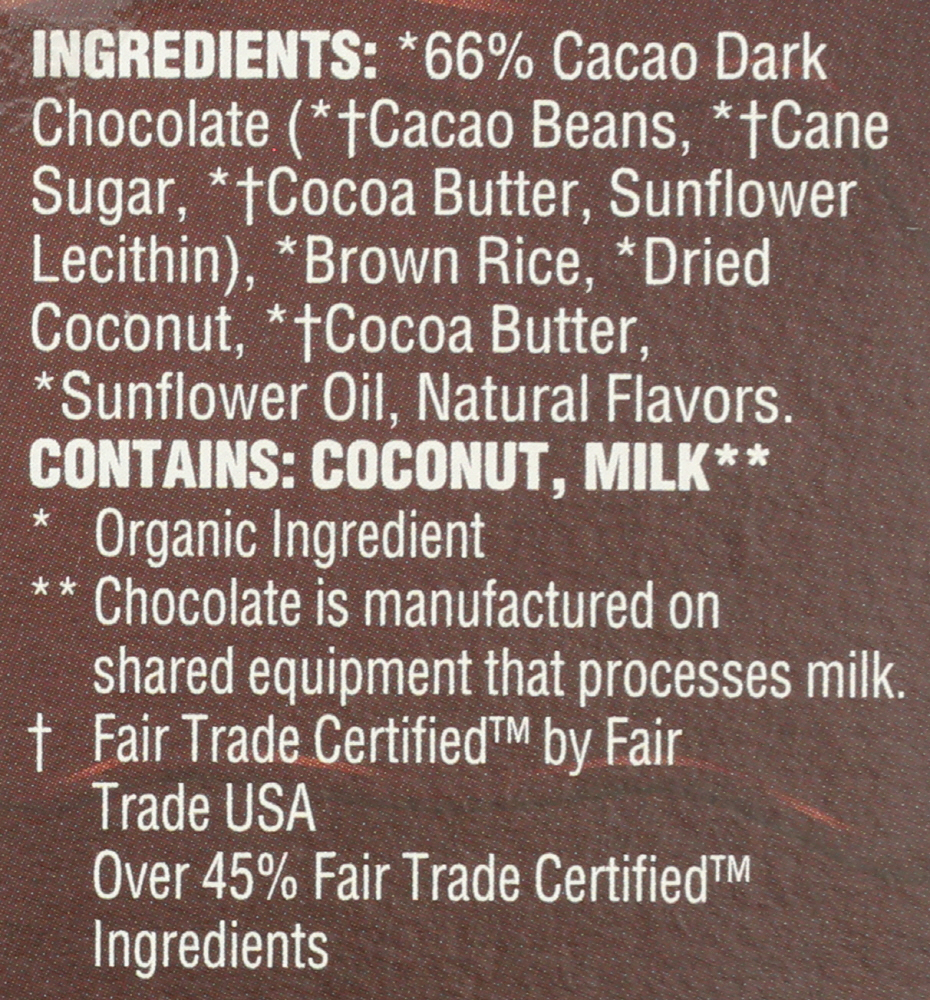 INGREDIENTS: *66% Cacao Dark
Chocolate (*†Cacao Beans, *†Cane
Sugar, *†Cocoa Butter, Sunflower
Lecithin), *Brown Rice, *Dried
Coconut, *†Cocoa Butter,
*Sunflower Oil, Natural Flavors.
CONTAINS: COCONUT, MILK**
* Organic Ingredient
** Chocolate is manufactured on
shared equipment that processes milk.
† Fair Trade Certified™ by Fair
Trade USA
Over 45% Fair Trade Certified™
Ingredients